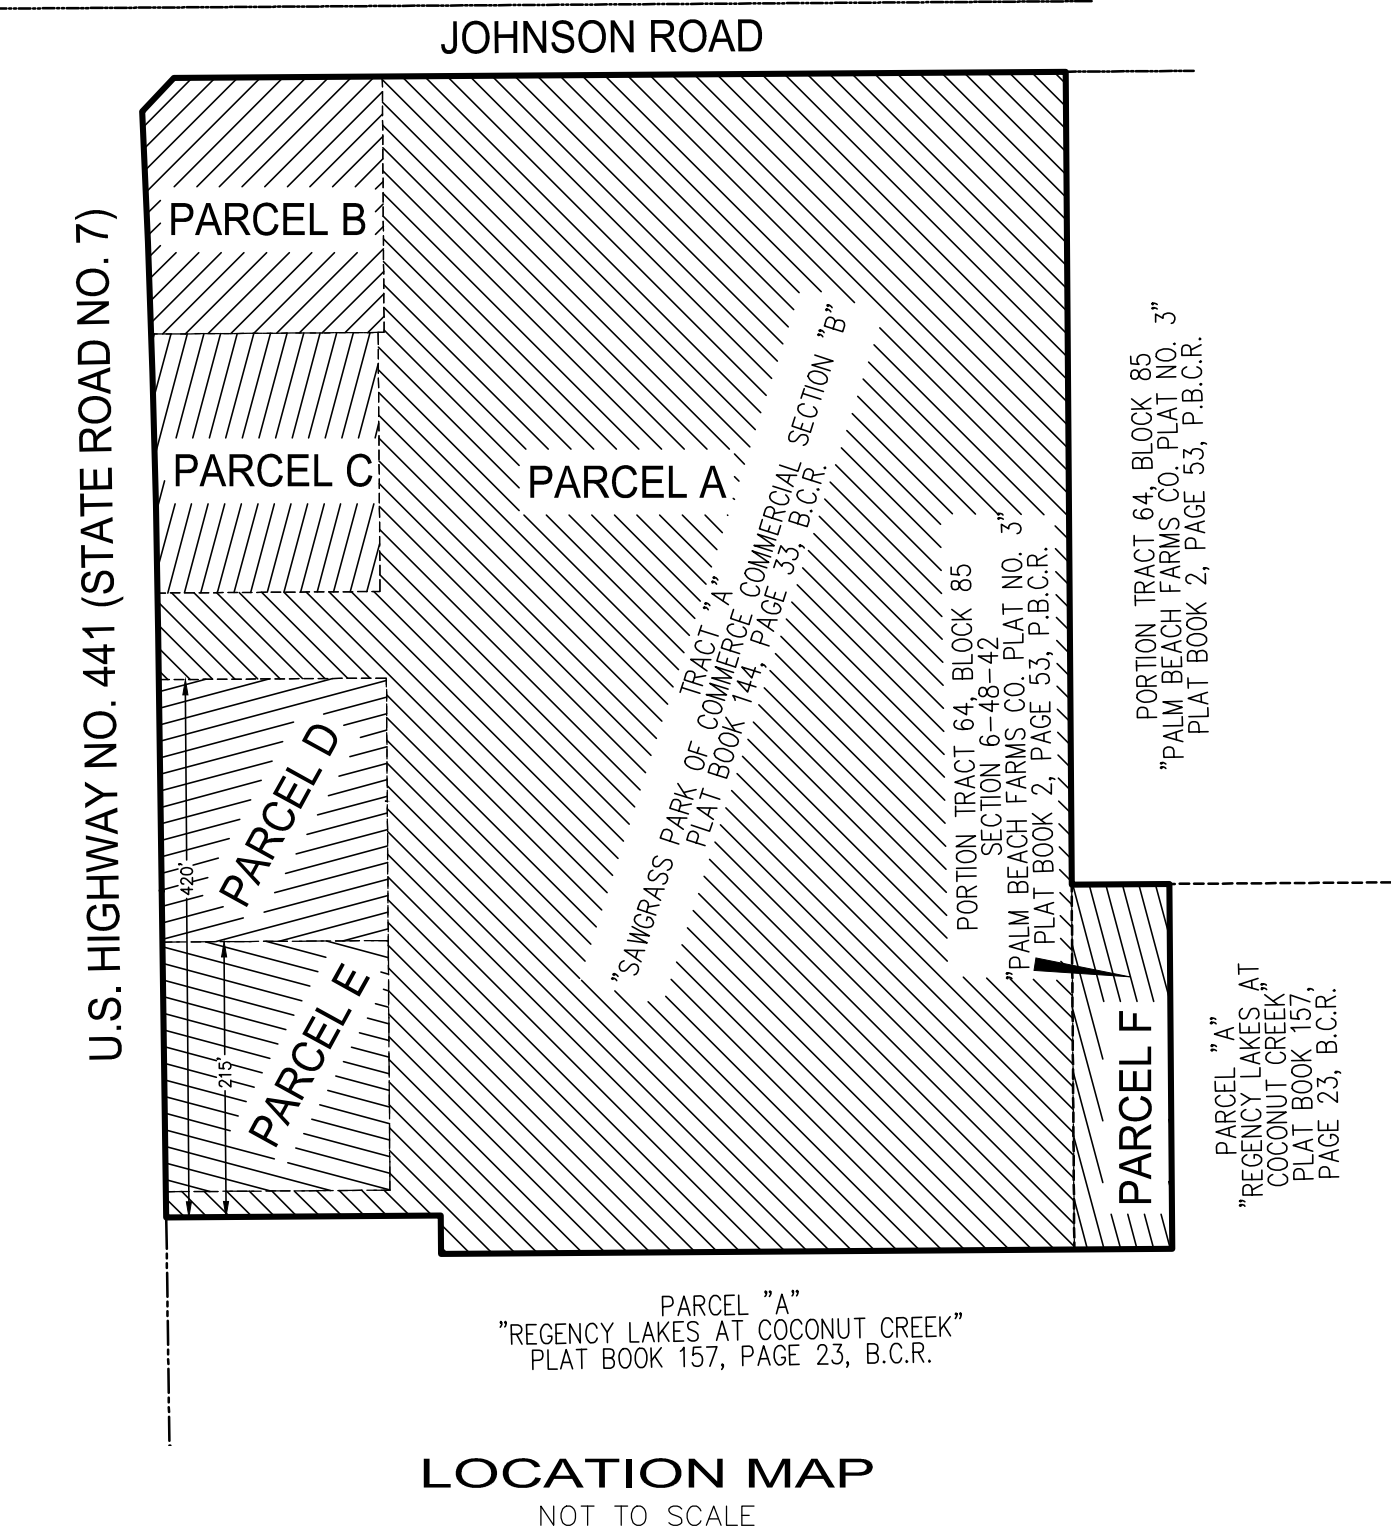 JOHNSON ROAD
U.S. HIGHWAY NO. 441 (STATE ROAD NO. 7)
PARCEL B
PARCEL C
PARCEL A
TRACT "A"
"SAWGRASS PARK OF COMMERCE COMMERCIAL SECTION "B"
PLAT BOOK 144, PAGE 33, B.C.R.
PORTION TRACT 64, BLOCK 85
SECTION 6-48-42
"PALM BEACH FARMS CO. PLAT NO. 3"
PLAT BOOK 2, PAGE 53, P.B.C.R.
PORTION TRACT 64, BLOCK 85
"PALM BEACH FARMS CO. PLAT NO. 3"
PLAT BOOK 2, PAGE 53, P.B.C.R.
PARCEL D
420'
PARCEL E
215'
PARCEL F
PARCEL "A"
"REGENCY LAKES AT
COCONUT CREEK"
PLAT BOOK 157,
PAGE 23, B.C.R.
PARCEL "A"
"REGENCY LAKES AT COCONUT CREEK"
PLAT BOOK 157, PAGE 23, B.C.R.
LOCATION MAP
NOT TO SCALE